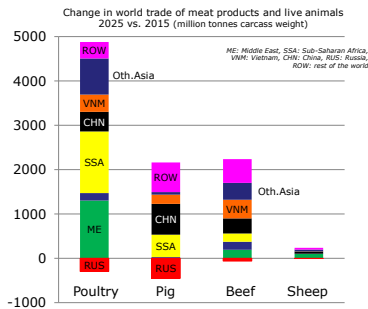 Change in world trade of meat products and live animals
2025 vs. 2015 (million tonnes carcass weight)
ME: Middle East, SSA: Sub-Saharan Africa,
VNM: Vietnam, CHN: China, RUS: Russia,
ROW: rest of the world
5000
4000
3000
2000
1000
0
-1000
ROW
Oth.Asia
VNM
CHN
SSA
ME
RUS
ROW
CHN
SSA
RUS
Oth.Asia
VNM
Poultry
Pig
Beef
Sheep